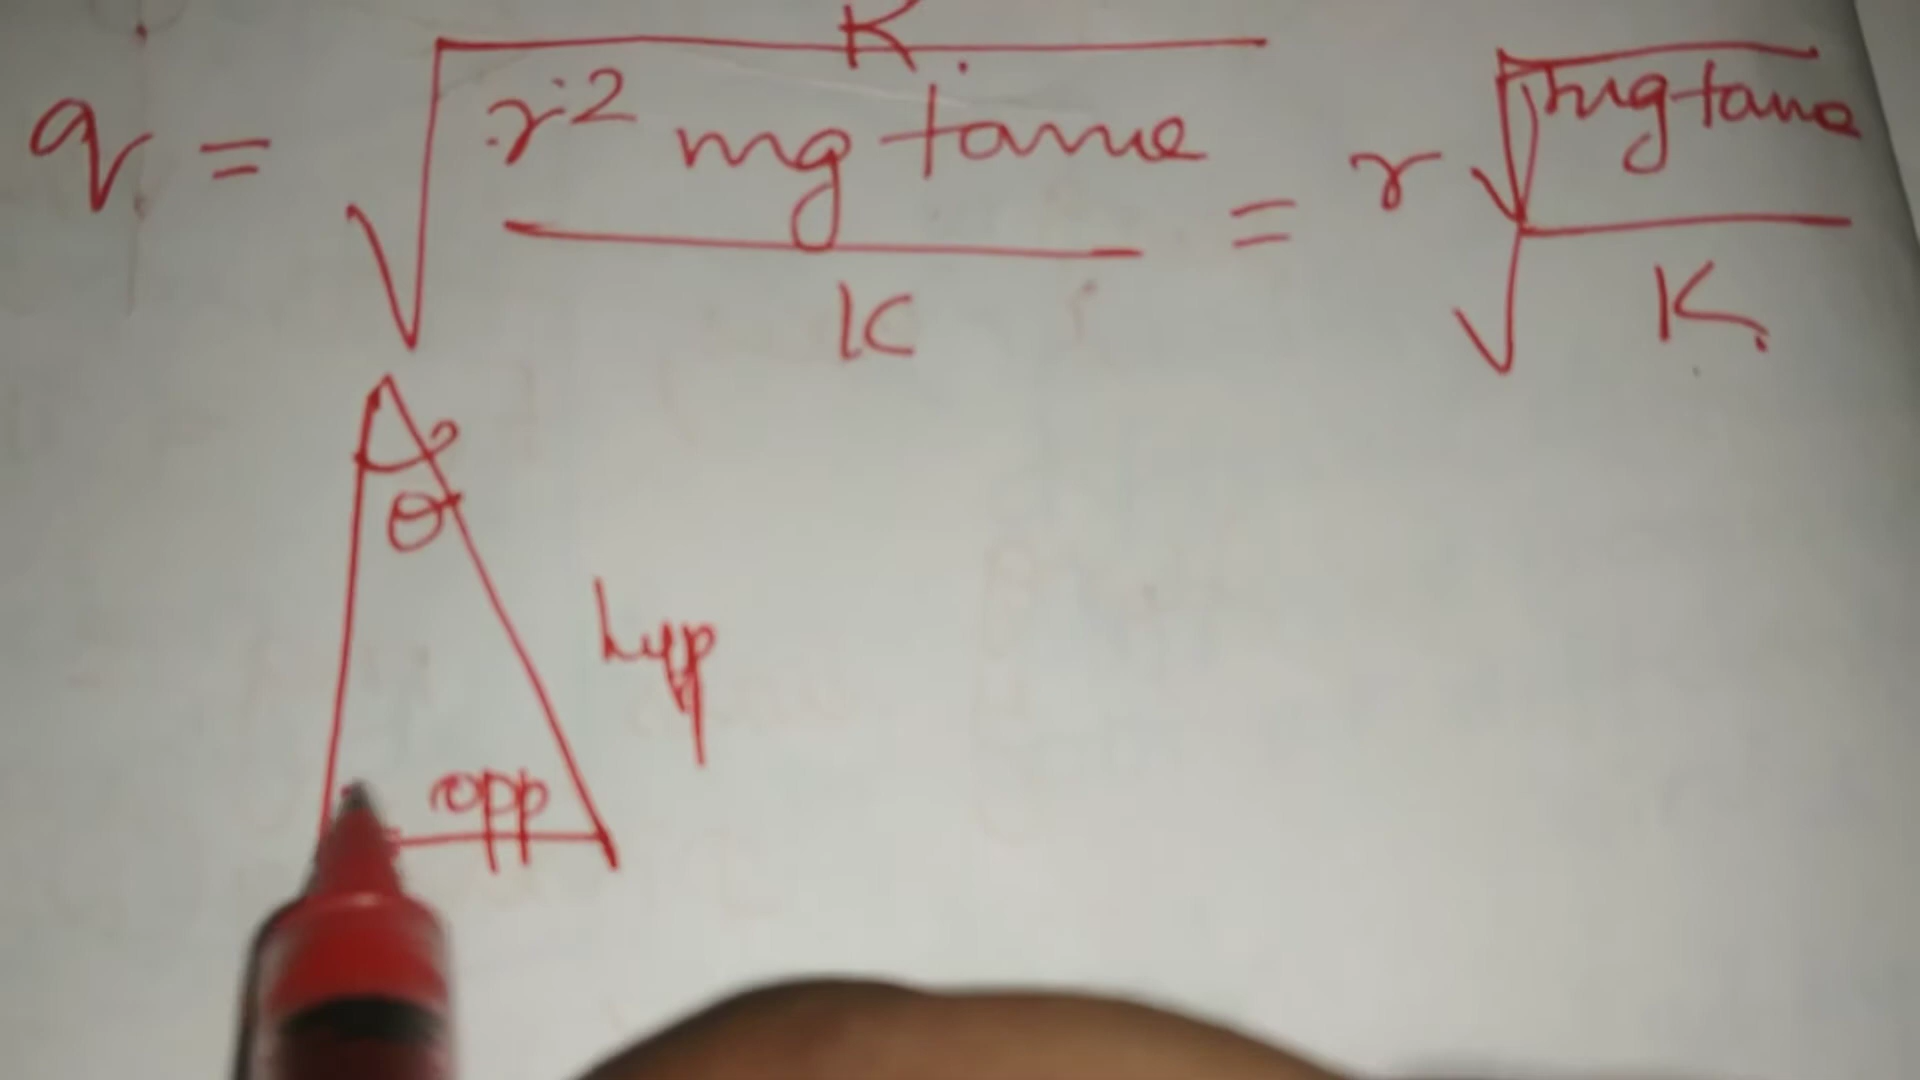 K.
q = √ r² mg tanθ / K = r √ mg tanθ / K.
θ
hyp
opp